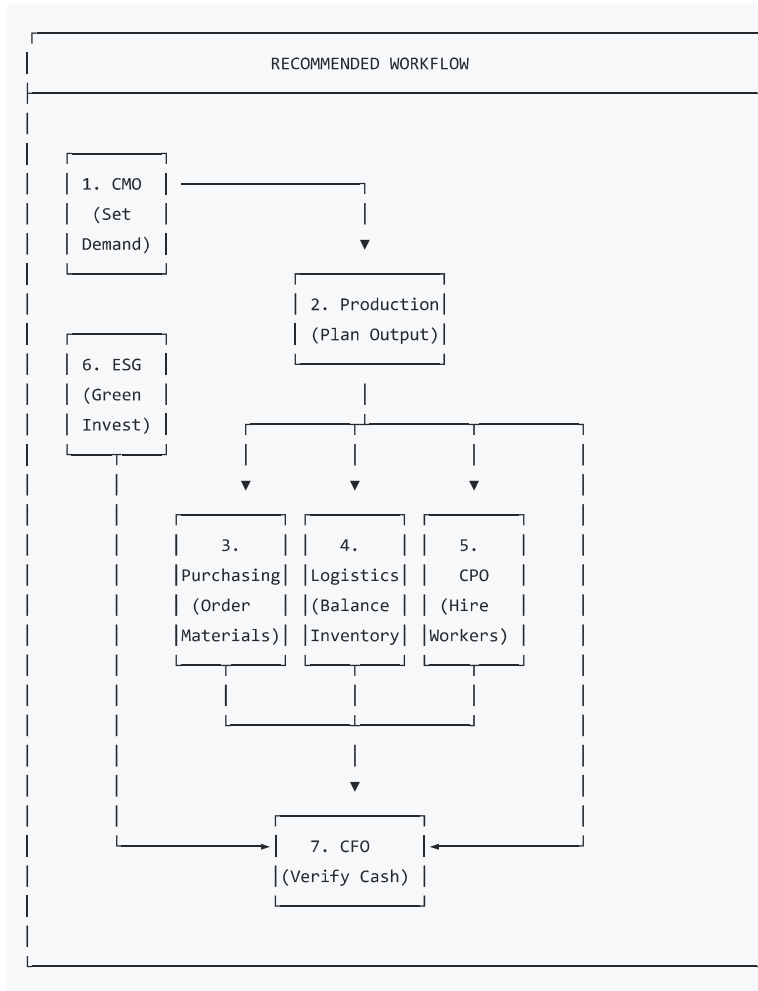 RECOMMENDED WORKFLOW
1. CMO
(Set
Demand)
2. Production
(Plan Output)
6. ESG
(Green
Invest)
3.
Purchasing
(Order
Materials)
4.
Logistics
(Balance
Inventory
5.
CPO
(Hire
Workers)
7. CFO
(Verify Cash)